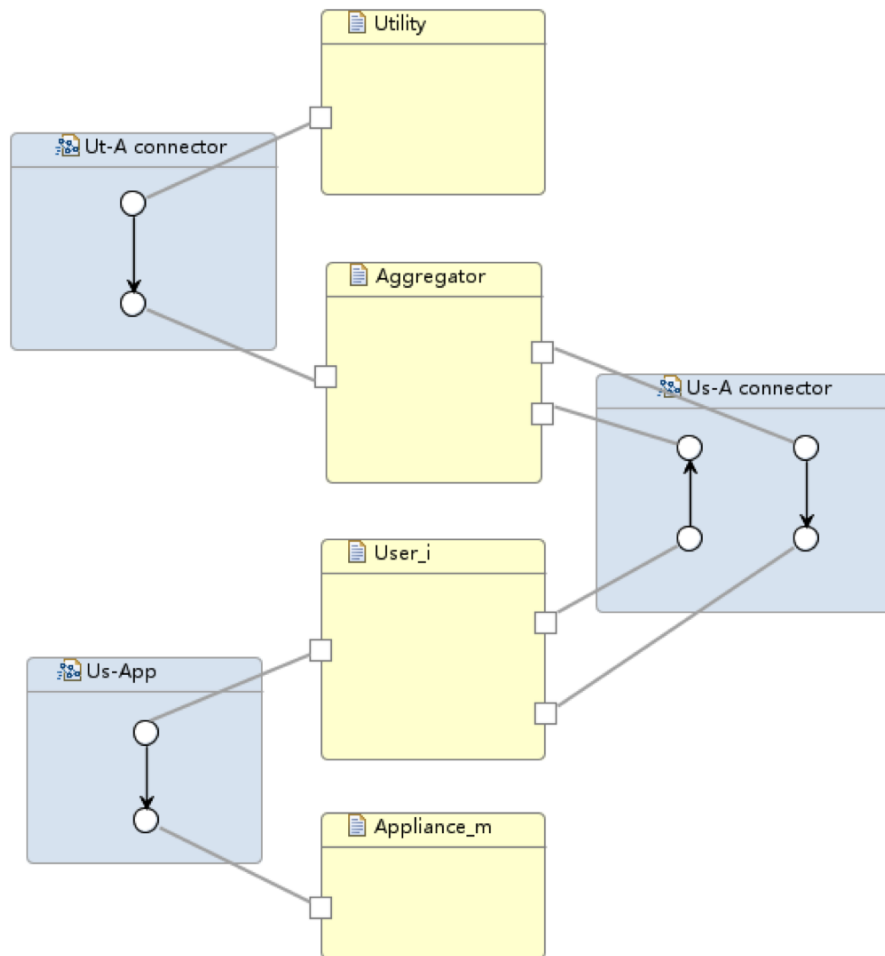 Utility
Ut-A connector
Aggregator
Us-A connector
User_i
Us-App
Appliance_m